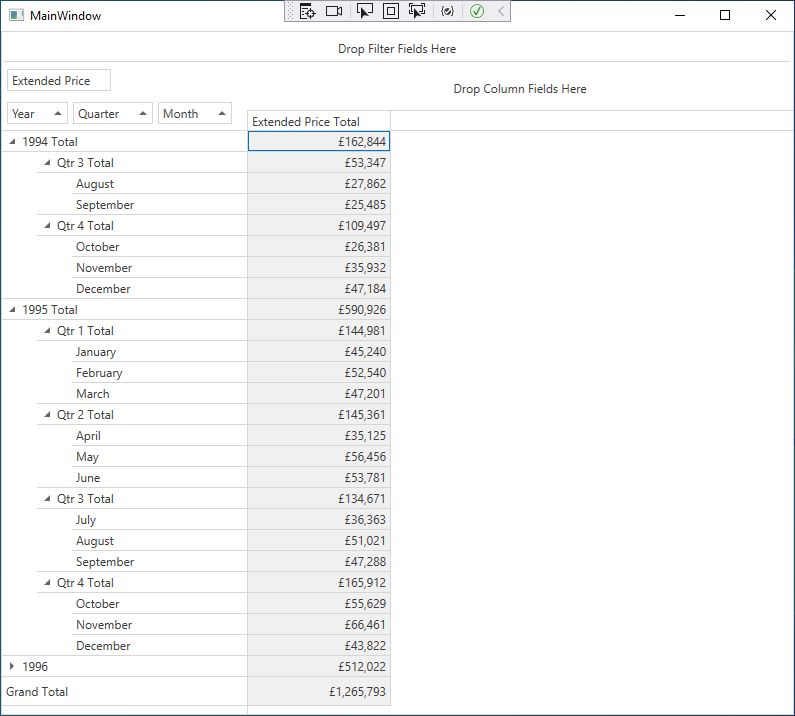 MainWindow
Drop Filter Fields Here
Extended Price
Drop Column Fields Here
Year Quarter Month
Extended Price Total
1994 Total £162,844
Qtr 3 Total £53,347
August £27,862
September £25,485
Qtr 4 Total £109,497
October £26,381
November £35,932
December £47,184
1995 Total £590,926
Qtr 1 Total £144,981
January £45,240
February £52,540
March £47,201
Qtr 2 Total £145,361
April £35,125
May £56,456
June £53,781
Qtr 3 Total £134,671
July £36,363
August £51,021
September £47,288
Qtr 4 Total £165,912
October £55,629
November £66,461
December £43,822
1996 £512,022
Grand Total £1,265,793